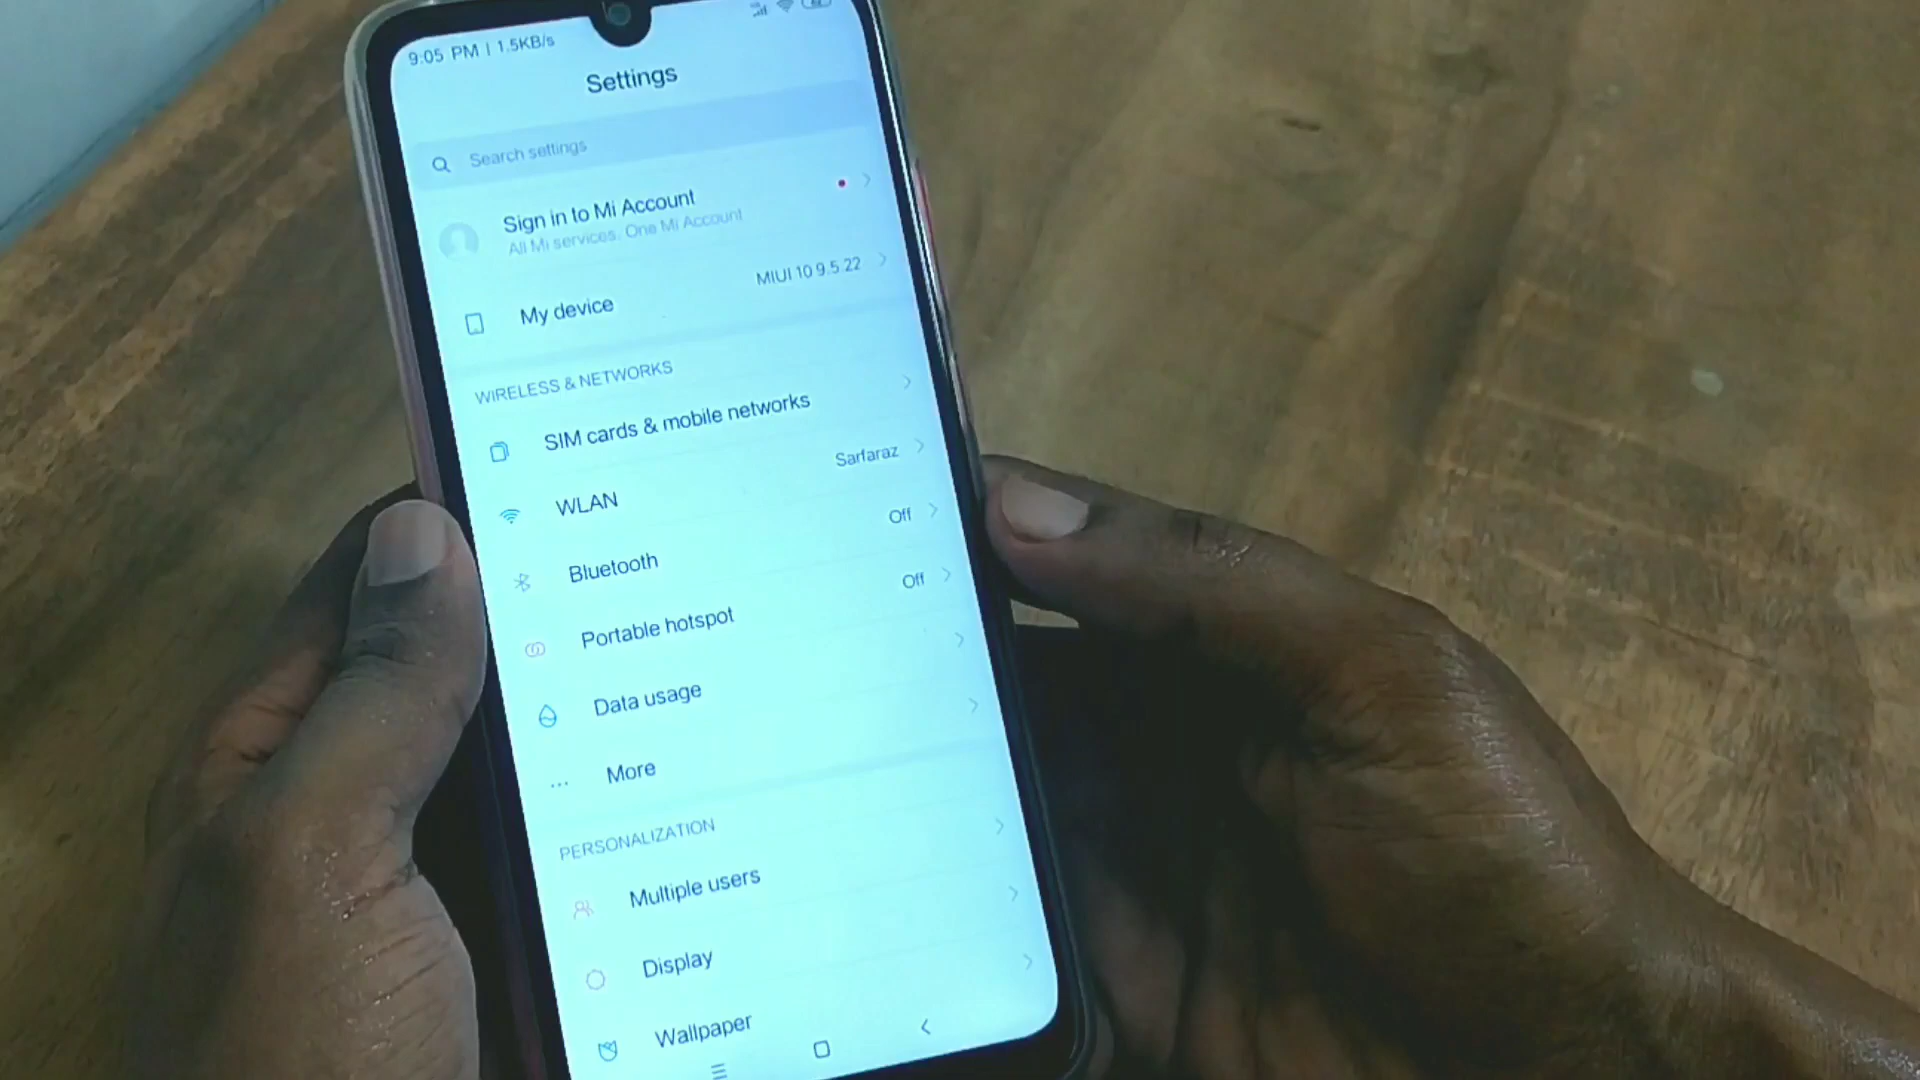 9:05 PM | 1.5KB/s
Settings
Search settings
Sign in to Mi Account
All Mi services. One Mi Account
My device MIUI 10 9.5.22
WIRELESS & NETWORKS
SIM cards & mobile networks
WLAN Sarfaraz
Bluetooth Off
Portable hotspot Off
Data usage
More
PERSONALIZATION
Multiple users
Display
Wallpaper